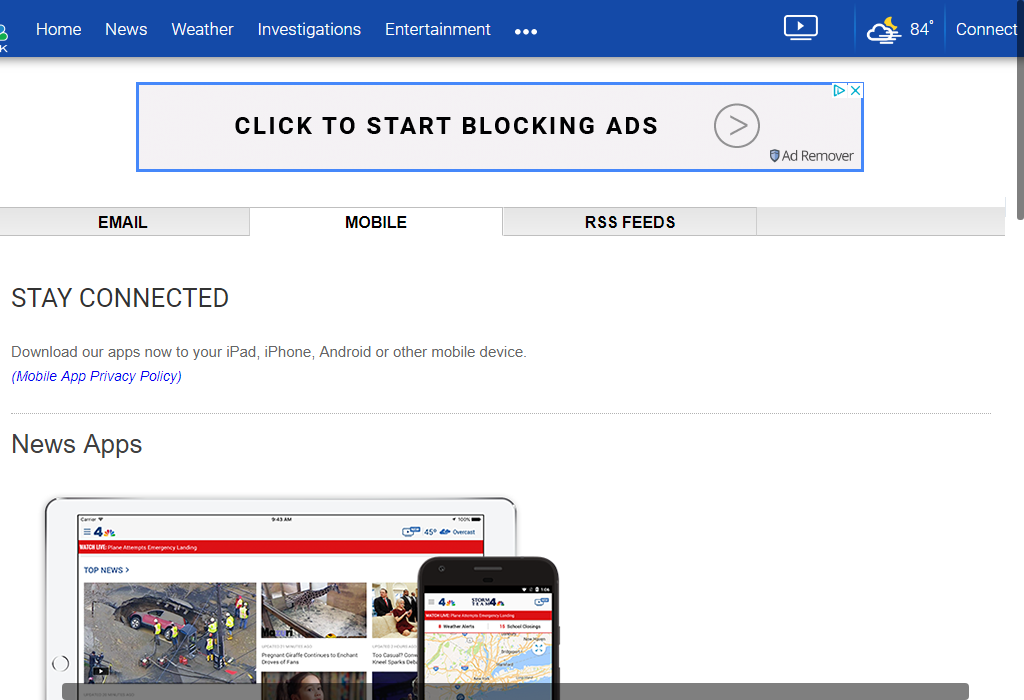 K
Home News Weather Investigations Entertainment ••• 84° Connect
CLICK TO START BLOCKING ADS
Ad Remover
EMAIL MOBILE RSS FEEDS
STAY CONNECTED
Download our apps now to your iPad, iPhone, Android or other mobile device.
(Mobile App Privacy Policy)
News Apps
Carrier 9:43 AM 100%
4 45° Overcast
WATCH LIVE: Plane Attempts Emergency Landing
TOP NEWS >
Pregnant Giraffe Continues to Enchant
Droves of Fans
Too Casual? Conw
Kneel Sparks Deba
4 STORM
TEAM 4
WATCH LIVE: Plane Attempts Emergency Landing
Weather Alerts 15 School Closings